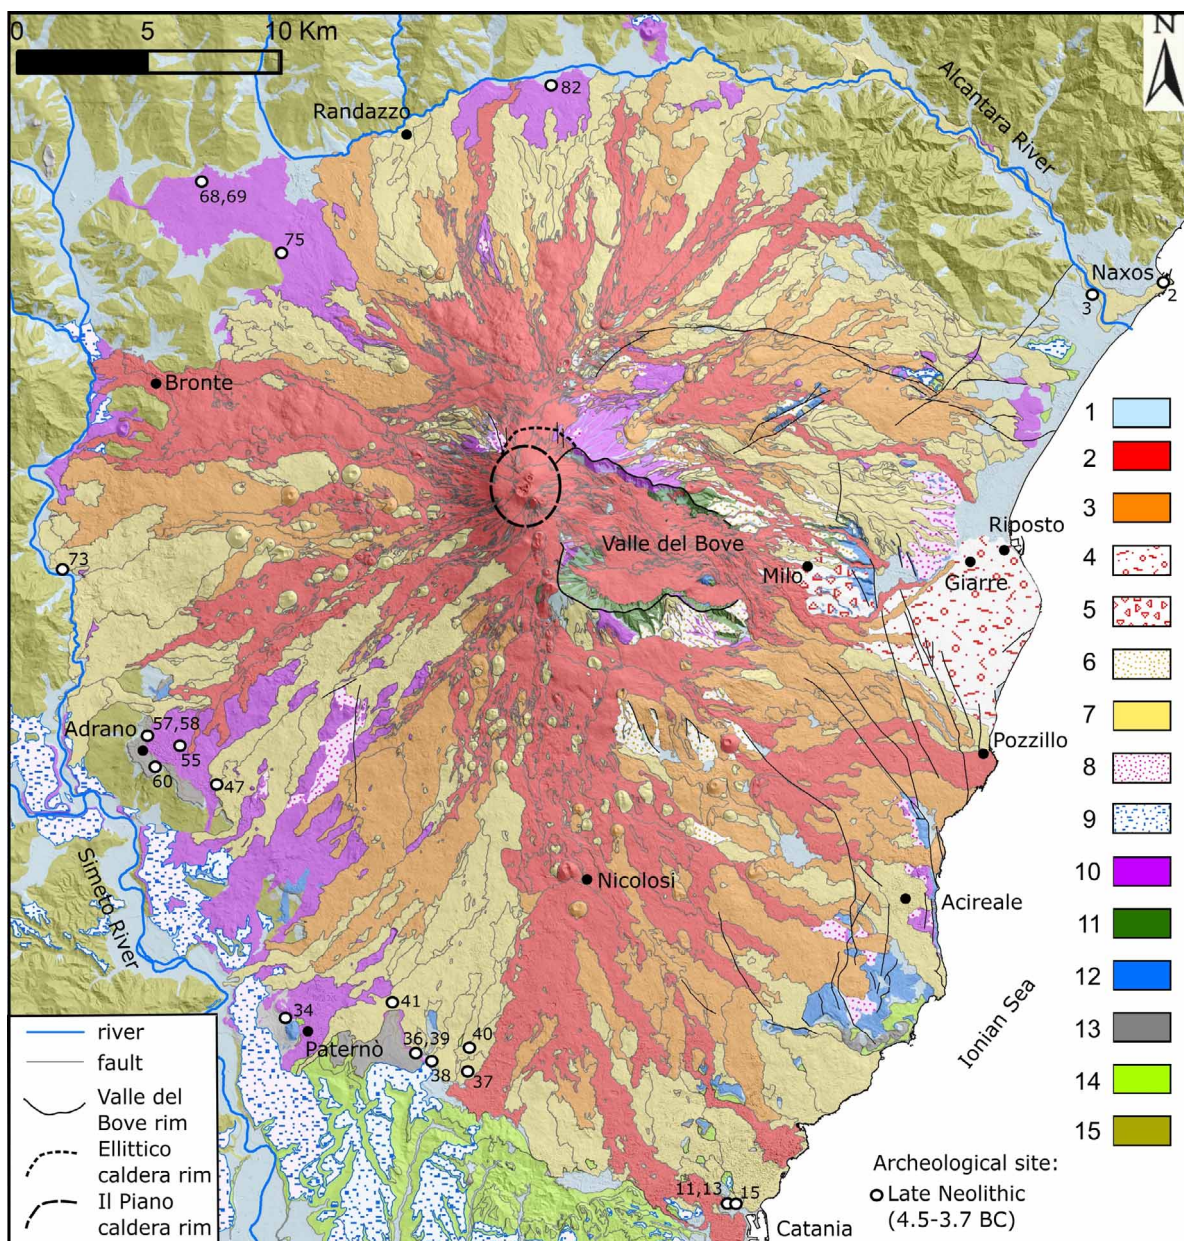 0 5 10 Km
N
82
Alcantara River
Randazzo
68,69
75
Naxos
3
2
Bronte
1
2
3
Riposto
Valle del Bove
73
Milo
Giarre
4
5
6
57,58
Adrano
55
60
47
Pozzillo
7
8
9
Simeto River
Nicolosi
Acireale
10
11
12
41
34
Paternò
36,39
40
38
37
Ionian Sea
13
14
15
river
fault
Valle del
Bove rim
Ellittico
caldera rim
Il Piano
caldera rim
11,13
15
Catania
Archeological site:
Late Neolithic
(4.5-3.7 BC)